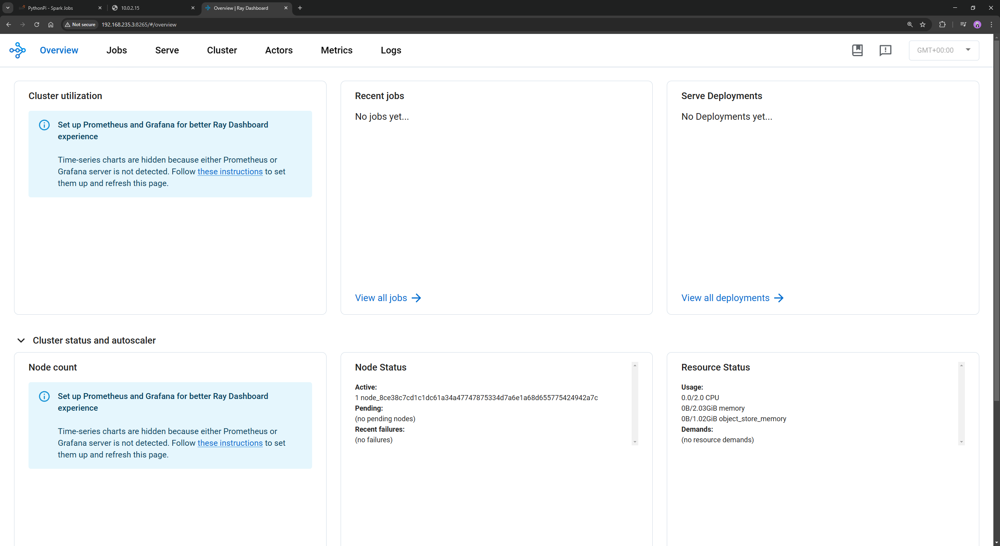 PythonPi - Spark Jobs
10.0.2.15
Overview | Ray Dashboard
Not secure
192.168.235.3:8265/#/overview
Overview
Jobs
Serve
Cluster
Actors
Metrics
Logs
GMT+00:00
Cluster utilization
Set up Prometheus and Grafana for better Ray Dashboard
experience
Time-series charts are hidden because either Prometheus or
Grafana server is not detected. Follow these instructions to set
them up and refresh this page.
Recent jobs
No jobs yet...
View all jobs
Serve Deployments
No Deployments yet...
View all deployments
Cluster status and autoscaler
Node count
Set up Prometheus and Grafana for better Ray Dashboard
experience
Time-series charts are hidden because either Prometheus or
Grafana server is not detected. Follow these instructions to set
them up and refresh this page.
Node Status
Active:
1 node_8ce38c7cd1c1dc61a34a47747875334d7a6e1a68d655775424942a7c
Pending:
(no pending nodes)
Recent failures:
(no failures)
Resource Status
Usage:
0.0/2.0 CPU
0B/2.03GiB memory
0B/1.02GiB object_store_memory
Demands:
(no resource demands)